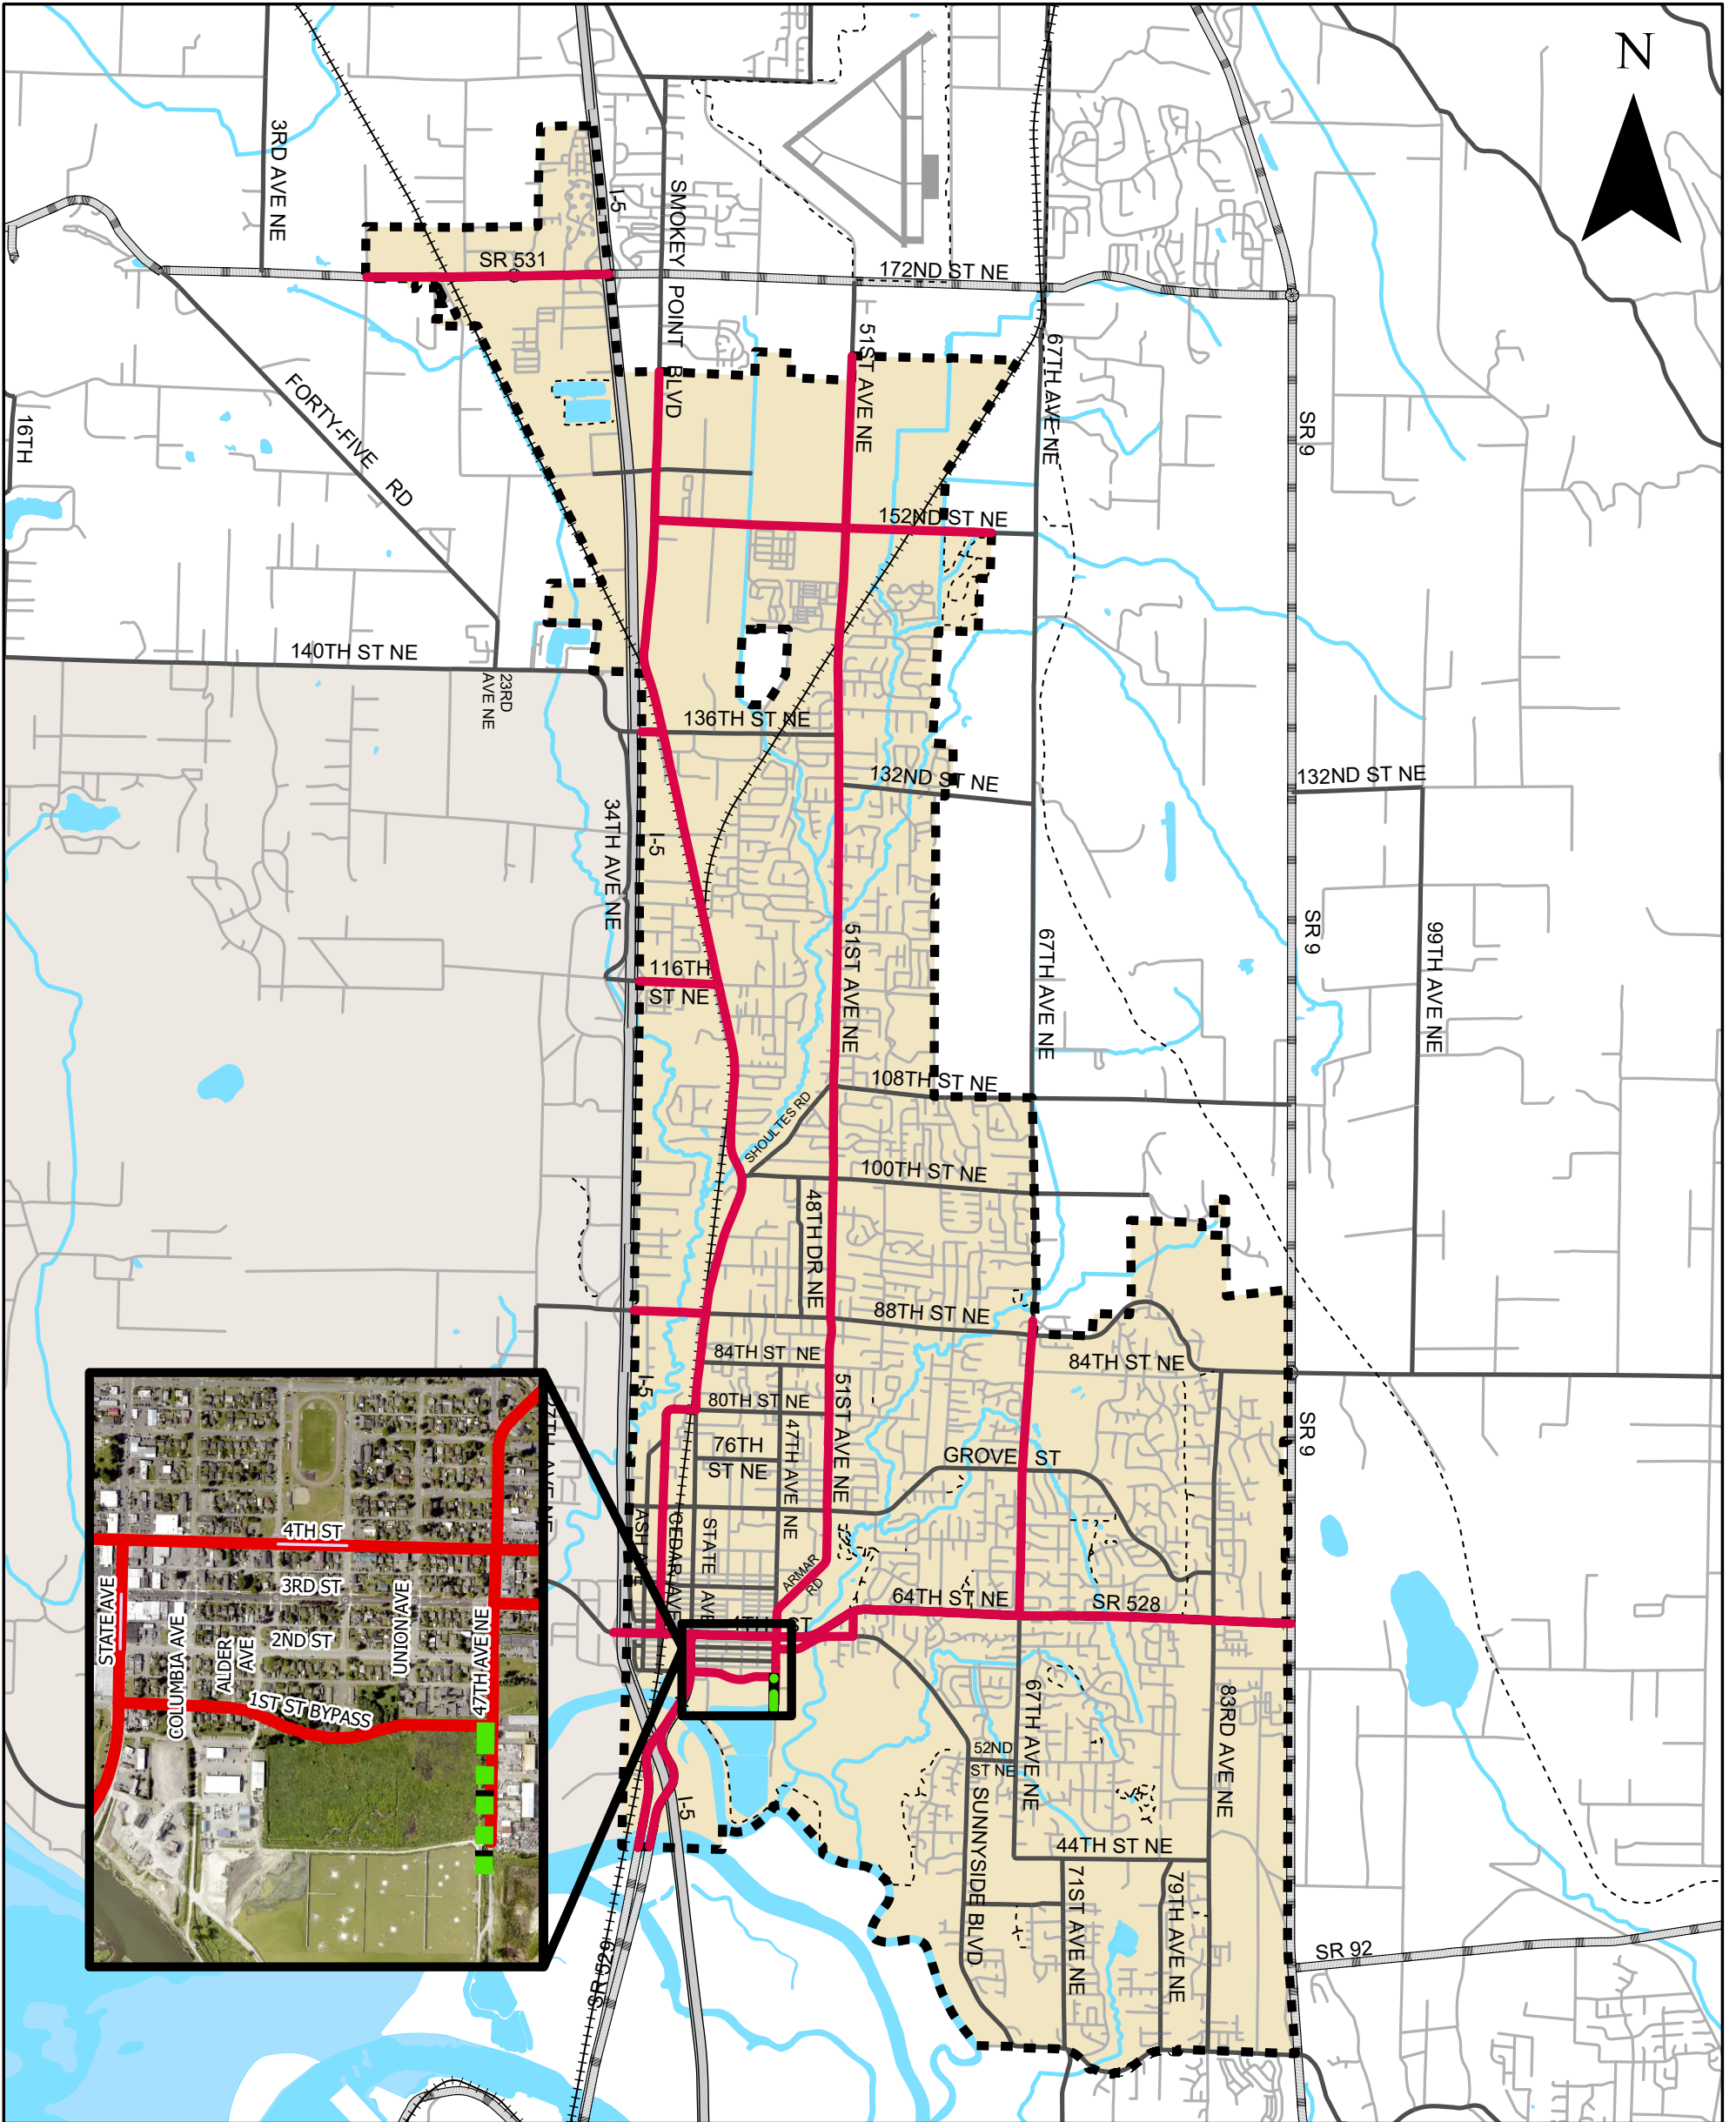 N
3RD AVE NE
I-5
SMOKEY POINT BLVD
SR 531
172ND ST NE
51ST AVE NE
67TH AVE NE
SR 9
FORTY-FIVE RD
16TH
152ND ST NE
140TH ST NE
23RD
AVE NE
136TH ST NE
132ND ST NE
132ND ST NE
34TH AVE NE
I-5
51ST AVE NE
67TH AVE NE
SR 9
99TH AVE NE
116TH
ST NE
108TH ST NE
SHOULTES RD
100TH ST NE
48TH DR NE
88TH ST NE
84TH ST NE
84TH ST NE
I-5
80TH ST NE
51ST AVE NE
SR 9
76TH
ST NE
47TH AVE NE
GROVE ST
ASH AVE
CEDAR AVE
STATE AVE
ARMAR
RD
64TH ST NE
SR 528
4TH ST
67TH AVE NE
83RD AVE NE
52ND
ST NE
SUNNYSIDE BLVD
I-5
44TH ST NE
71ST AVE NE
79TH AVE NE
SR 92
SR 529
4TH ST
3RD ST
STATE AVE
COLUMBIA AVE
ALDER
AVE
2ND ST
UNION AVE
47TH AVE NE
1ST ST BYPASS